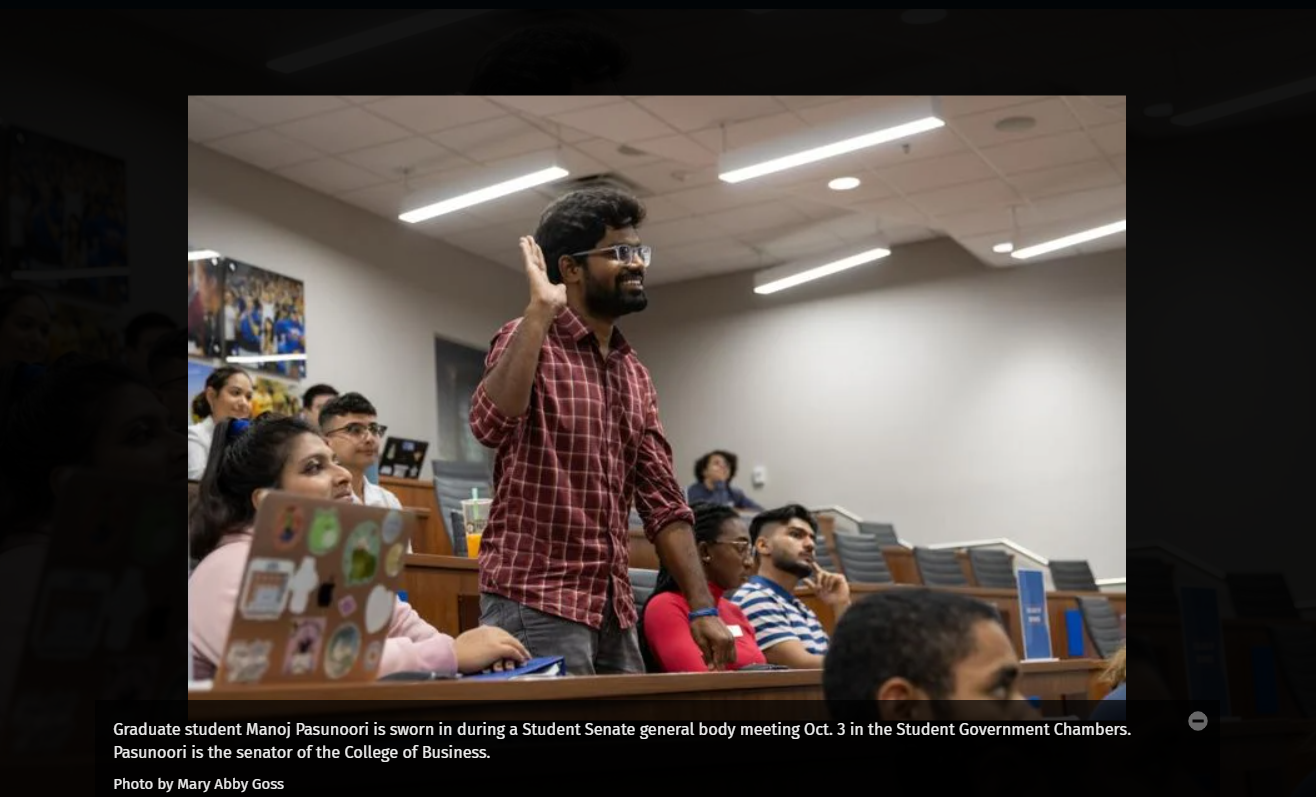 Graduate student Manoj Pasunoori is sworn in during a Student Senate general body meeting Oct. 3 in the Student Government Chambers.
Pasunoori is the senator of the College of Business.
Photo by Mary Abby Goss